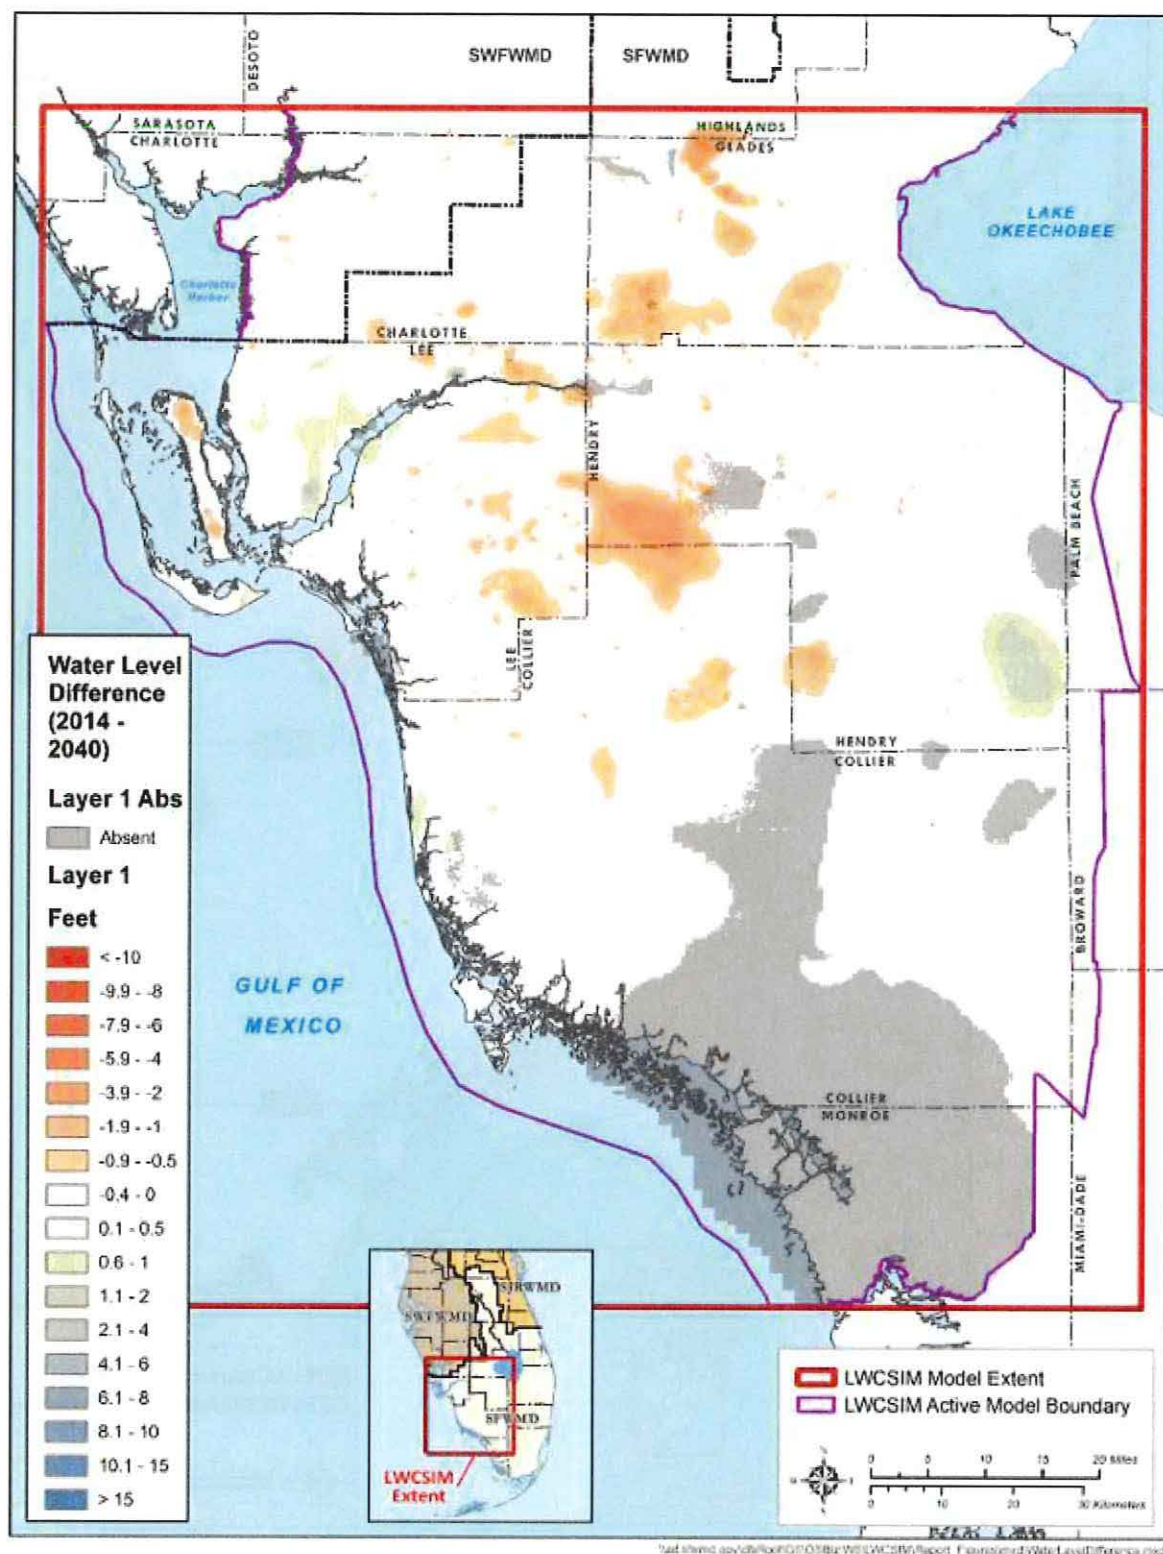 DESOTO
SWFWMD
SFWMD
SARASOTA
CHARLOTTE
HIGHLANDS
GLADES
LAKE
OKEECHOBEE
Charlotte
Harbor
CHARLOTTE
LEE
HENDRY
PALM BEACH
LEE
COLLIER
HENDRY
COLLIER
BROWARD
GULF OF
MEXICO
COLLIER
MONROE
MIAMI-DADE
Water Level
Difference
(2014 -
2040)
Layer 1 Abs
Absent
Layer 1
Feet
< -10
-9.9 - -8
-7.9 - -6
-5.9 - -4
-3.9 - -2
-1.9 - -1
-0.9 - -0.5
-0.4 - 0
0.1 - 0.5
0.6 - 1
1.1 - 2
2.1 - 4
4.1 - 6
6.1 - 8
8.1 - 10
10.1 - 15
> 15
SJRWMD
SWFWMD
SFWMD
LWCSIM
Extent
LWCSIM Model Extent
LWCSIM Active Model Boundary
0 5 10 15 20 Miles
0 10 20 30 Kilometers